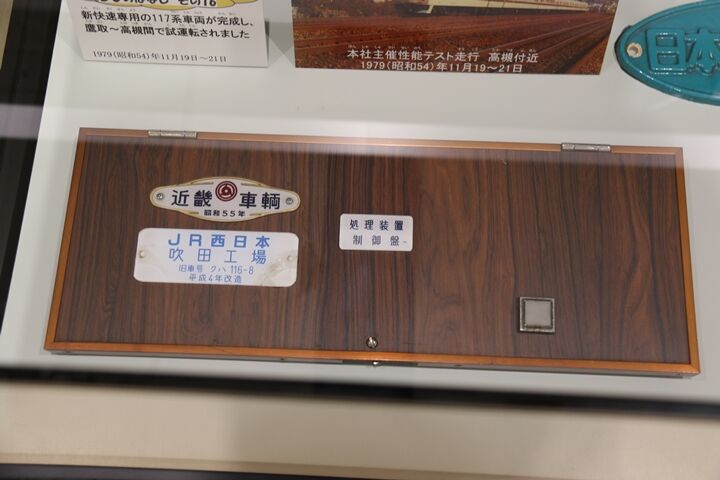 その16
新快速専用の117系車両が完成し、
鷹取～高槻間で試運転されました
1979（昭和54）年11月19日～21日
本社主催性能テスト走行 高槻付近
1979（昭和54）年11月19～21日
日本
近畿車輌
昭和55年
JR西日本
吹田工場
旧車号 クハ 116-8
平成4年改造
処理装置
制御盤